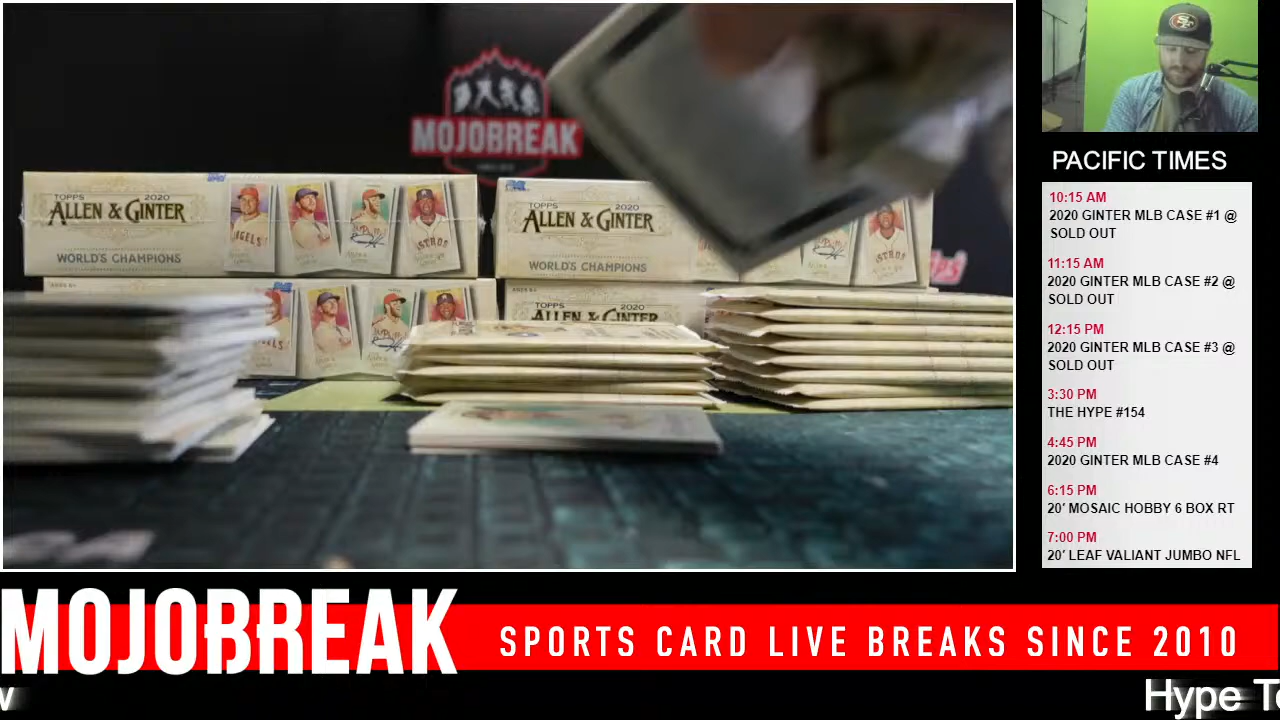 MOJOBREAK
TOPPS 2020
ALLEN & GINTER
WORLD'S CHAMPIONS
ANGELS
ASTROS
TOPPS 2020
ALLEN & GINTER
WORLD'S CHAMPIONS
TOPPS 2020
ALLEN & GINTER
PACIFIC TIMES
10:15 AM
2020 GINTER MLB CASE #1 @
SOLD OUT
11:15 AM
2020 GINTER MLB CASE #2 @
SOLD OUT
12:15 PM
2020 GINTER MLB CASE #3 @
SOLD OUT
3:30 PM
THE HYPE #154
4:45 PM
2020 GINTER MLB CASE #4
6:15 PM
20' MOSAIC HOBBY 6 BOX RT
7:00 PM
20' LEAF VALIANT JUMBO NFL
MOJOBREAK
SPORTS CARD LIVE BREAKS SINCE 2010
Hype